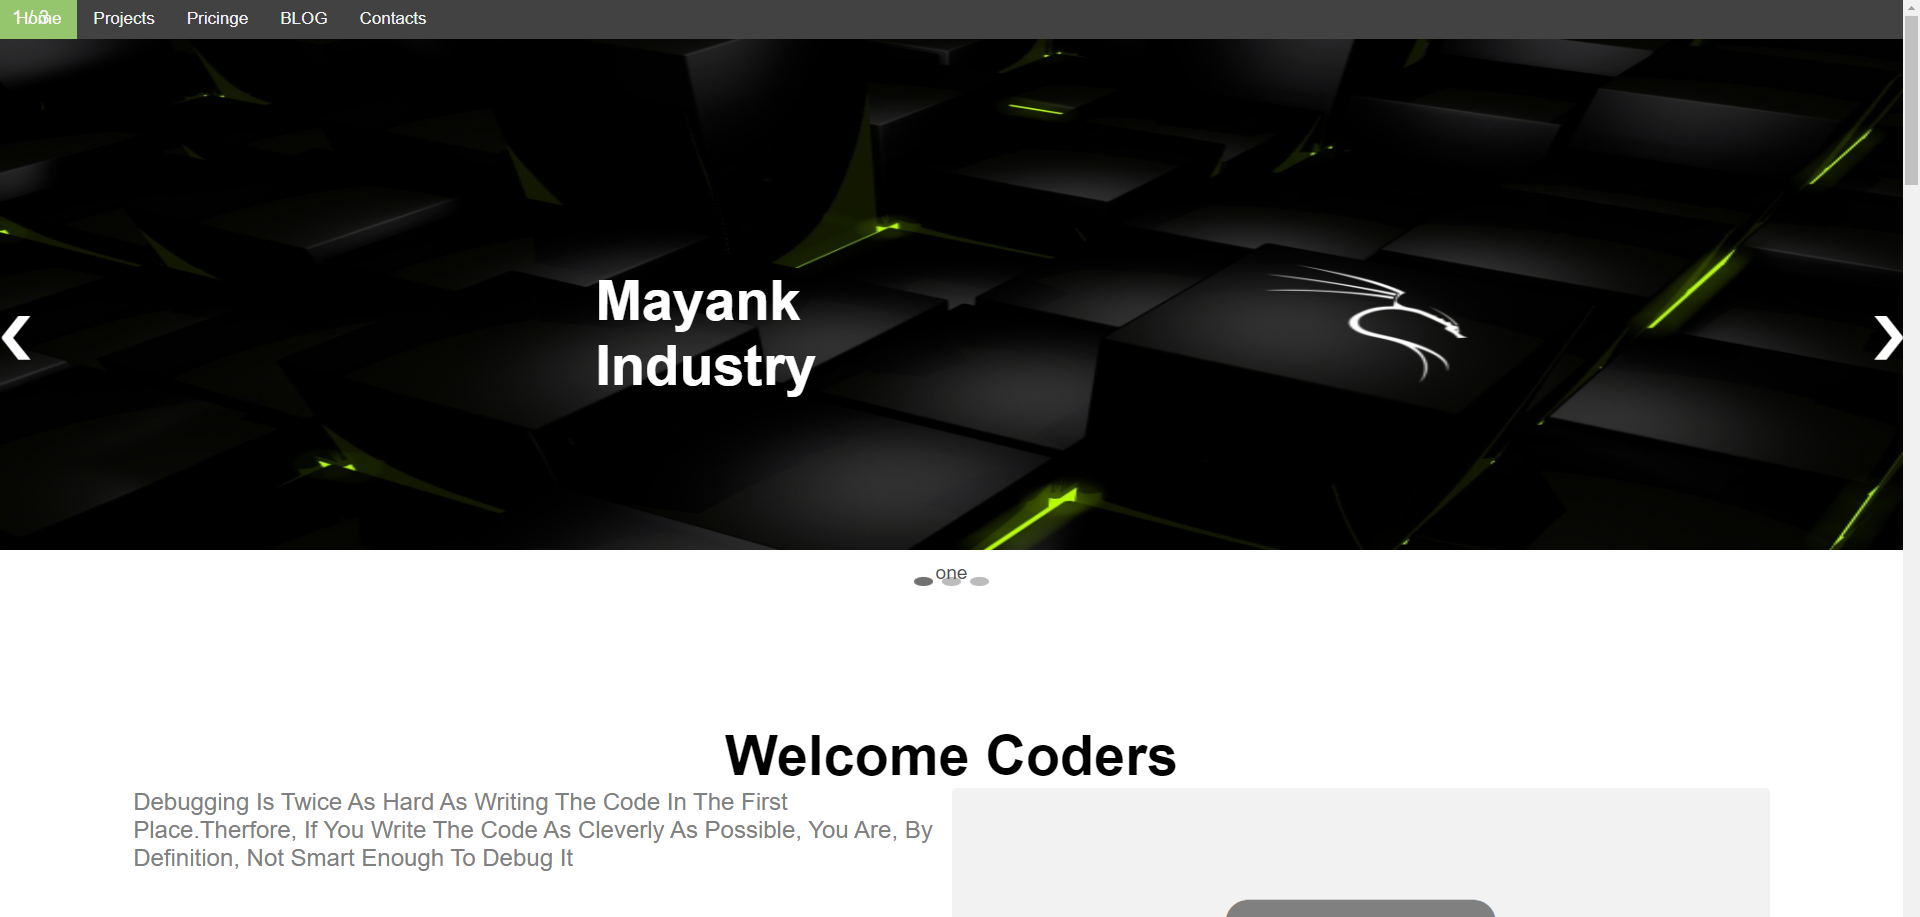 Home
1 / 3
Projects
Pricinge
BLOG
Contacts
Mayank
Industry
one
Welcome Coders
Debugging Is Twice As Hard As Writing The Code In The First
Place.Therfore, If You Write The Code As Cleverly As Possible, You Are, By
Definition, Not Smart Enough To Debug It